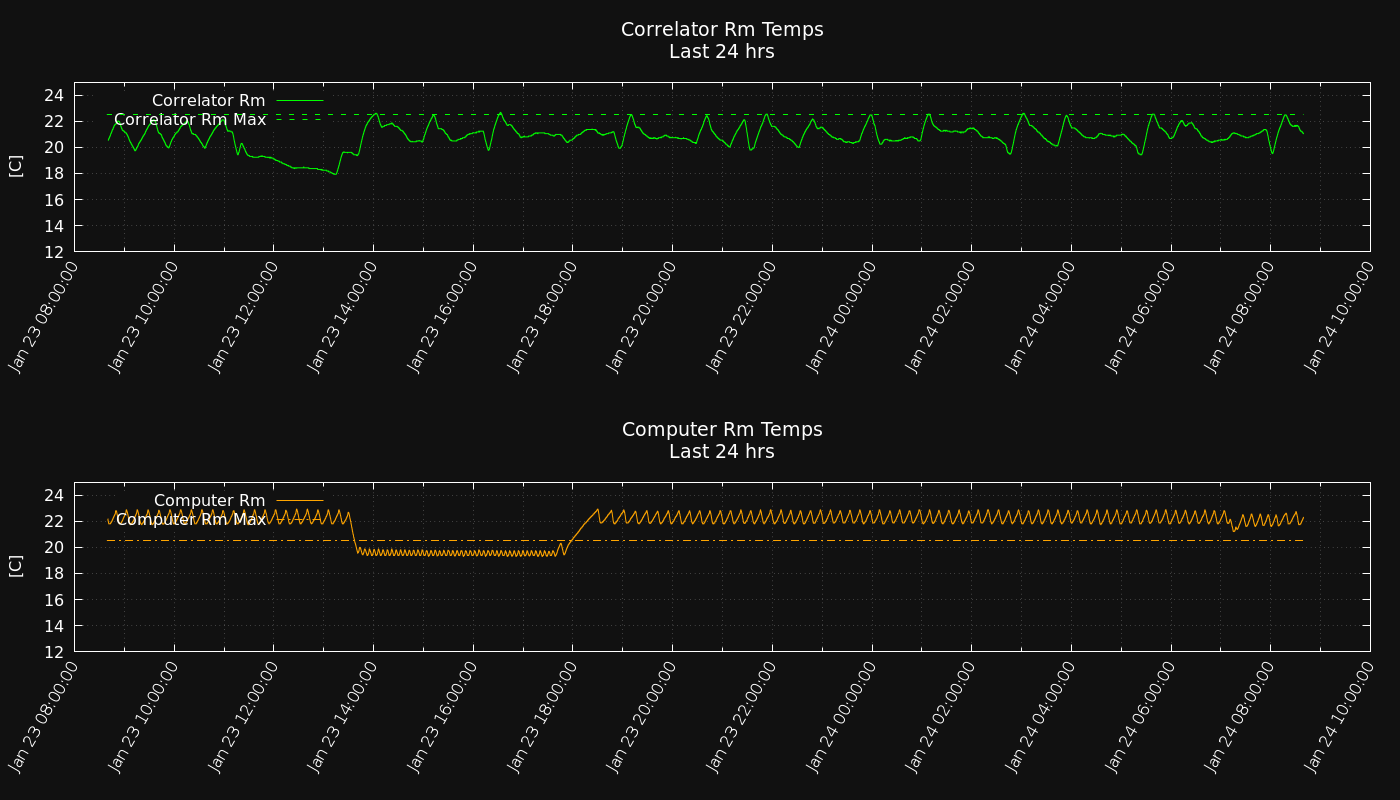 Correlator Rm Temps
Last 24 hrs
Correlator Rm
Correlator Rm Max
[C]
24
22
20
18
16
14
12
Jan 23 08:00:00
Jan 23 10:00:00
Jan 23 12:00:00
Jan 23 14:00:00
Jan 23 16:00:00
Jan 23 18:00:00
Jan 23 20:00:00
Jan 23 22:00:00
Jan 24 00:00:00
Jan 24 02:00:00
Jan 24 04:00:00
Jan 24 06:00:00
Jan 24 08:00:00
Jan 24 10:00:00
Computer Rm Temps
Last 24 hrs
Computer Rm
Computer Rm Max
[C]
24
22
20
18
16
14
12
Jan 23 08:00:00
Jan 23 10:00:00
Jan 23 12:00:00
Jan 23 14:00:00
Jan 23 16:00:00
Jan 23 18:00:00
Jan 23 20:00:00
Jan 23 22:00:00
Jan 24 00:00:00
Jan 24 02:00:00
Jan 24 04:00:00
Jan 24 06:00:00
Jan 24 08:00:00
Jan 24 10:00:00